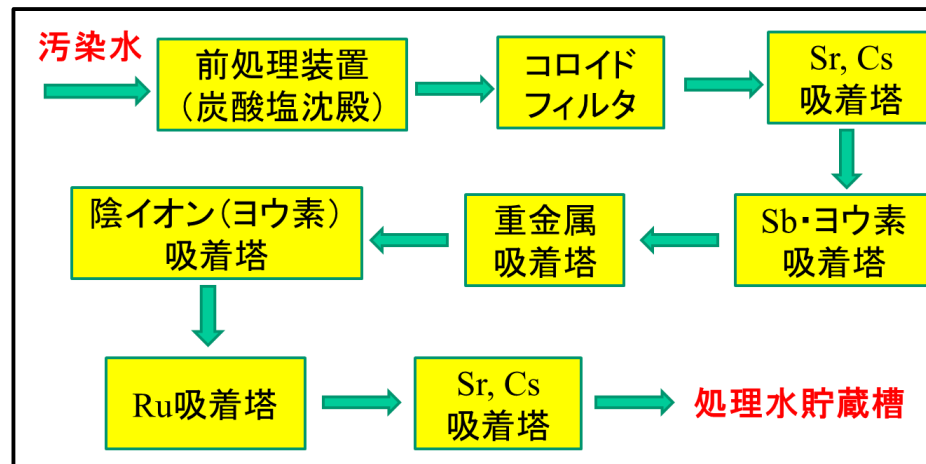 汚染水
前処理装置
（炭酸塩沈殿）
コロイド
フィルタ
Sr, Cs
吸着塔
Sb・ヨウ素
吸着塔
重金属
吸着塔
陰イオン（ヨウ素）
吸着塔
Ru吸着塔
Sr, Cs
吸着塔
処理水貯蔵槽